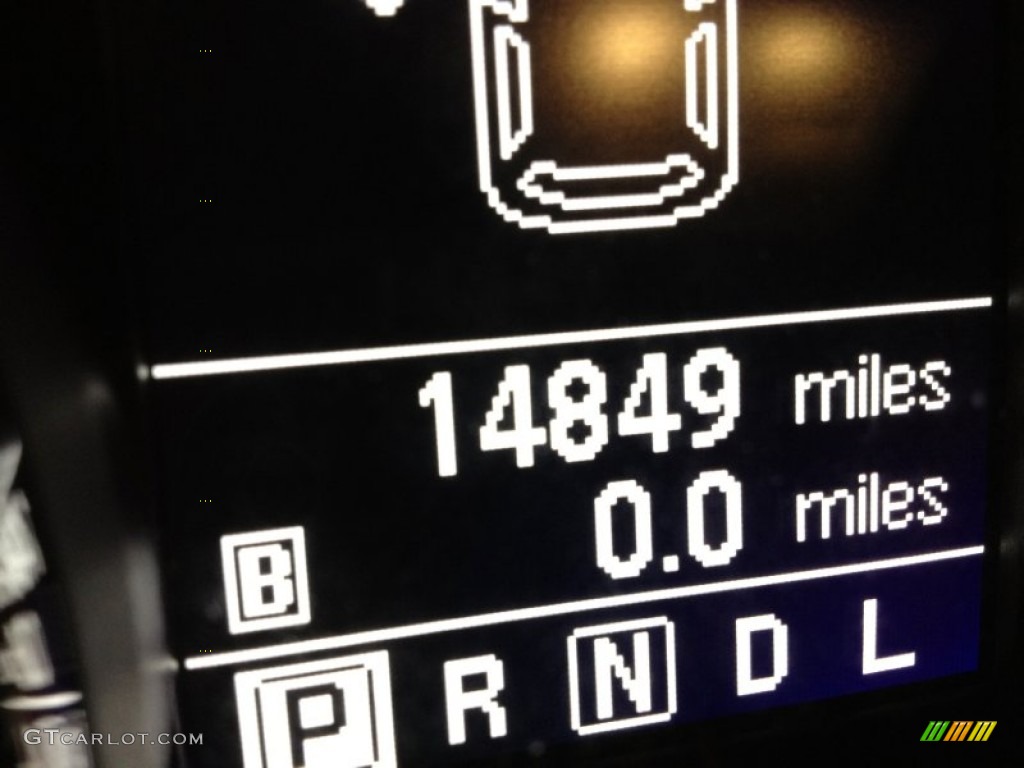 14849 miles
0.0 miles
B
P R N D L
GTCARLOT.COM